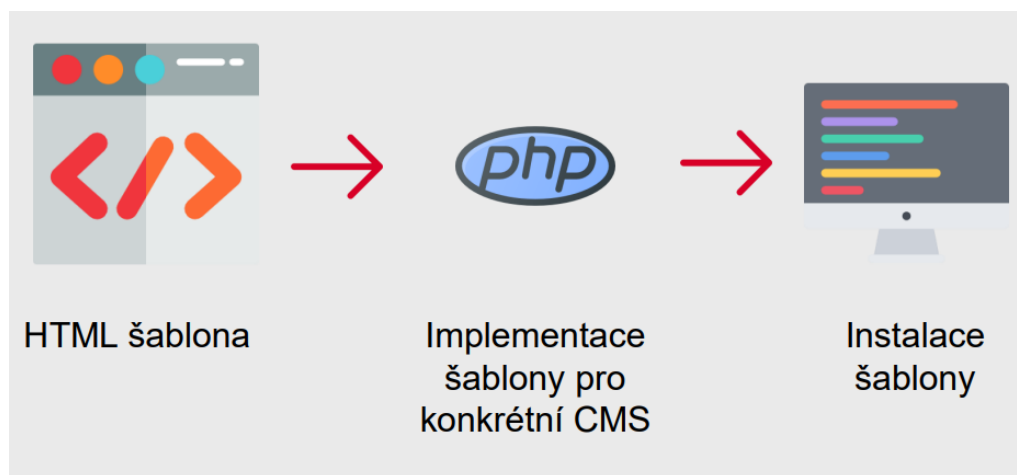 php
HTML šablona
Implementace
šablony pro
konkrétní CMS
Instalace
šablony